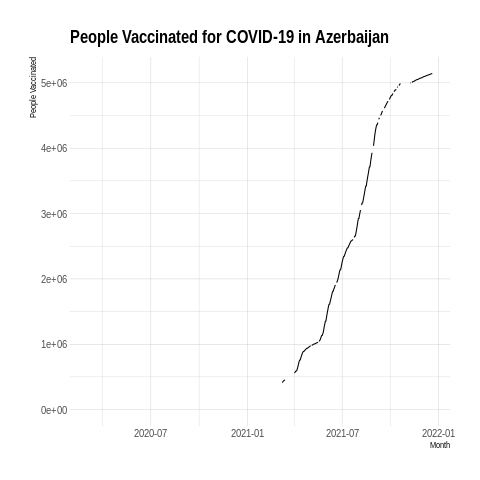 People Vaccinated for COVID-19 in Azerbaijan
People Vaccinated
5e+06
4e+06
3e+06
2e+06
1e+06
0e+00
2020-07
2021-01
2021-07
2022-01
Month